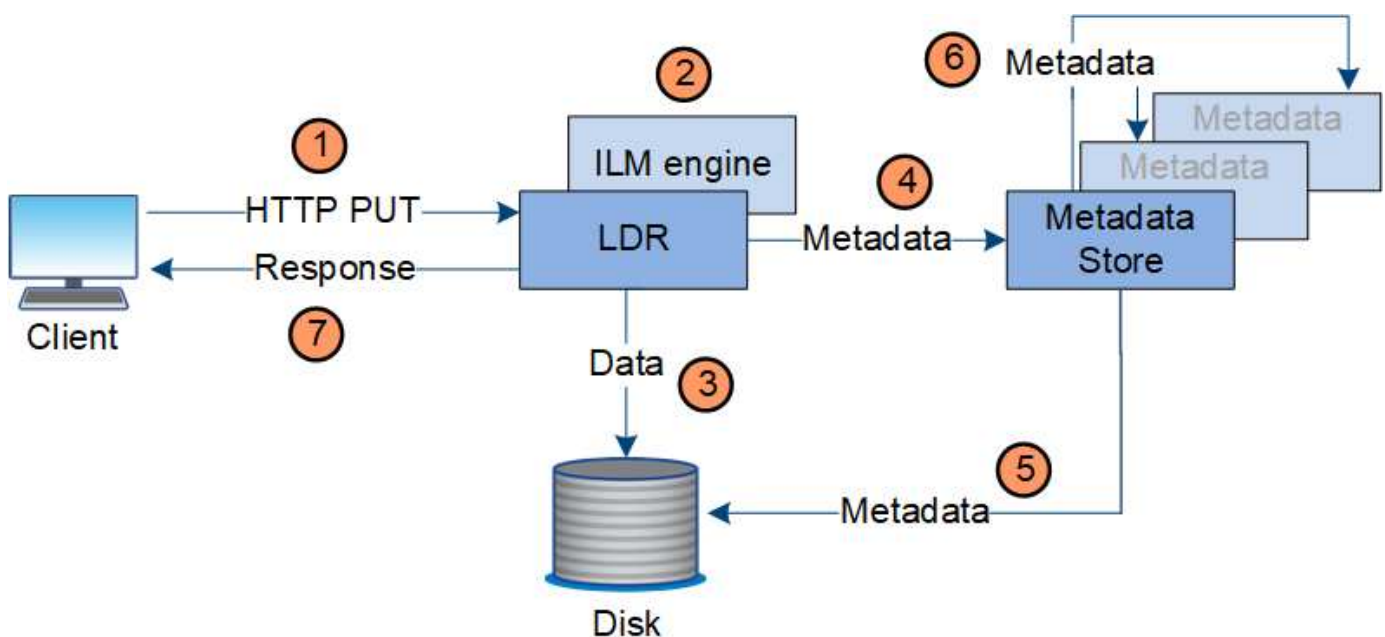 1
HTTP PUT
Response
7
Client
2
ILM engine
LDR
Data
3
Disk
4
Metadata
6
Metadata
Metadata
Metadata
Metadata
Store
5
Metadata